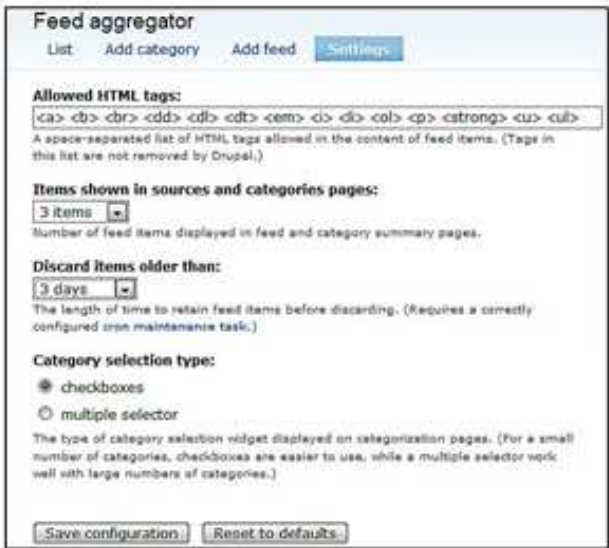 Feed aggregator
List Add category Add feed Settings
Allowed HTML tags:
<a> <b> <br> <dd> <dl> <dt> <em> <i> <li> <ol> <p> <strong> <u> <ul>
A space-separated list of HTML tags allowed in the content of feed items. (Tags in
this list are not removed by Drupal.)
Items shown in sources and categories pages:
3 items
Number of feed items displayed in feed and category summary pages.
Discard items older than:
3 days
The length of time to retain feed items before discarding. (Requires a correctly
configured cron maintenance task.)
Category selection type:
checkboxes
multiple selector
The type of category selection widget displayed on categorization pages. (For a small
number of categories, checkboxes are easier to use, while a multiple selector work
well with large numbers of categories.)
Save configuration Reset to defaults